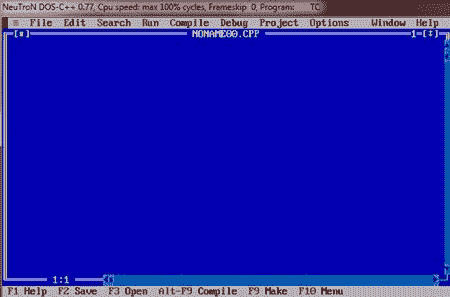 NeuTroN DOS-C++ 0.77, Cpu speed: max 100% cycles, Frameskip 0, Program: TC
≡ File Edit Search Run Compile Debug Project Options Window Help
[■] NONAME00.CPP 1=[↕]
1:1
F1 Help F2 Save F3 Open Alt-F9 Compile F9 Make F10 Menu